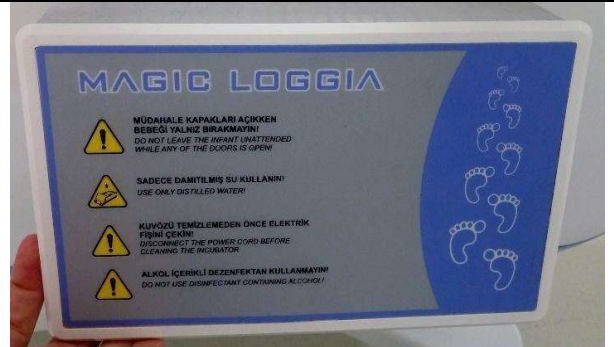 MAGIC LOGGIA
MÜDAHALE KAPAKLARI AÇIKKEN
BEBEĞİ YALNIZ BIRAKMAYIN!
DO NOT LEAVE THE INFANT UNATTENDED
WHILE ANY OF THE DOORS IS OPEN!
SADECE DAMITILMIŞ SU KULLANIN!
USE ONLY DISTILLED WATER!
KUVÖZÜ TEMİZLEMEDEN ÖNCE ELEKTRİK
FİŞİNİ ÇEKİN!
DISCONNECT THE POWER CORD BEFORE
CLEANING THE INCUBATOR
ALKOL İÇERİKLİ DEZENFEKTAN KULLANMAYIN!
DO NOT USE DISINFECTANT CONTAINING ALCOHOL!